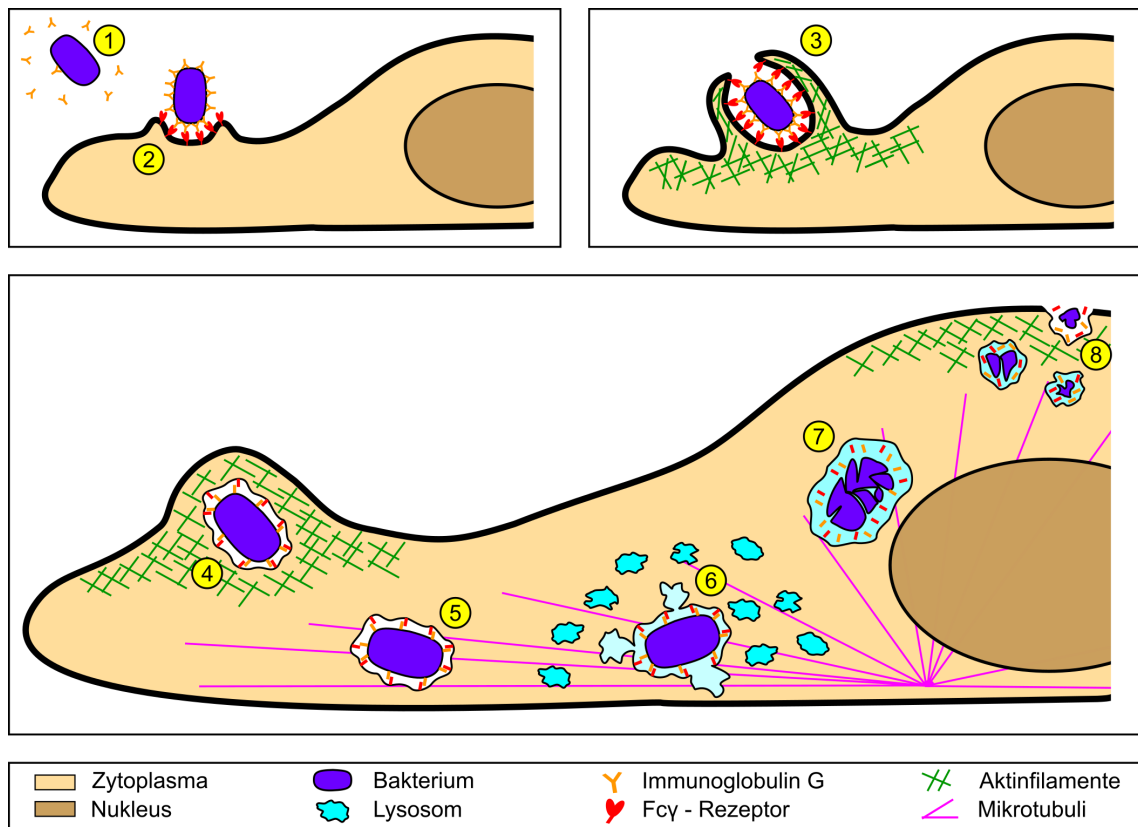 1
2
3
4
5
6
7
8
Zytoplasma
Bakterium
Immunoglobulin G
Aktinfilamente
Nukleus
Lysosom
Fcγ - Rezeptor
Mikrotubuli